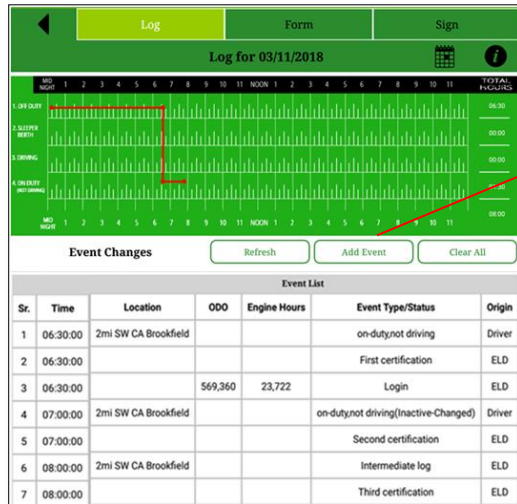 Log Form Sign
Log for 03/11/2018
MID NIGHT 1 2 3 4 5 6 7 8 9 10 11 NOON 1 2 3 4 5 6 7 8 9 10 11 TOTAL HOURS
1. OFF DUTY 06:30
2. SLEEPER BERTH 00:00
3. DRIVING 00:00
4. ON DUTY (NOT DRIVING)
MID NIGHT 1 2 3 4 5 6 7 8 9 10 11 NOON 1 2 3 4 5 6 7 8 9 10 11 08:00
Event Changes Refresh Add Event Clear All
Event List
Sr. Time Location ODO Engine Hours Event Type/Status Origin
1 06:30:00 2mi SW CA Brookfield on-duty,not driving Driver
2 06:30:00 First certification ELD
3 06:30:00 569,360 23,722 Login ELD
4 07:00:00 2mi SW CA Brookfield on-duty,not driving(Inactive-Changed) Driver
5 07:00:00 Second certification ELD
6 08:00:00 2mi SW CA Brookfield Intermediate log ELD
7 08:00:00 Third certification ELD